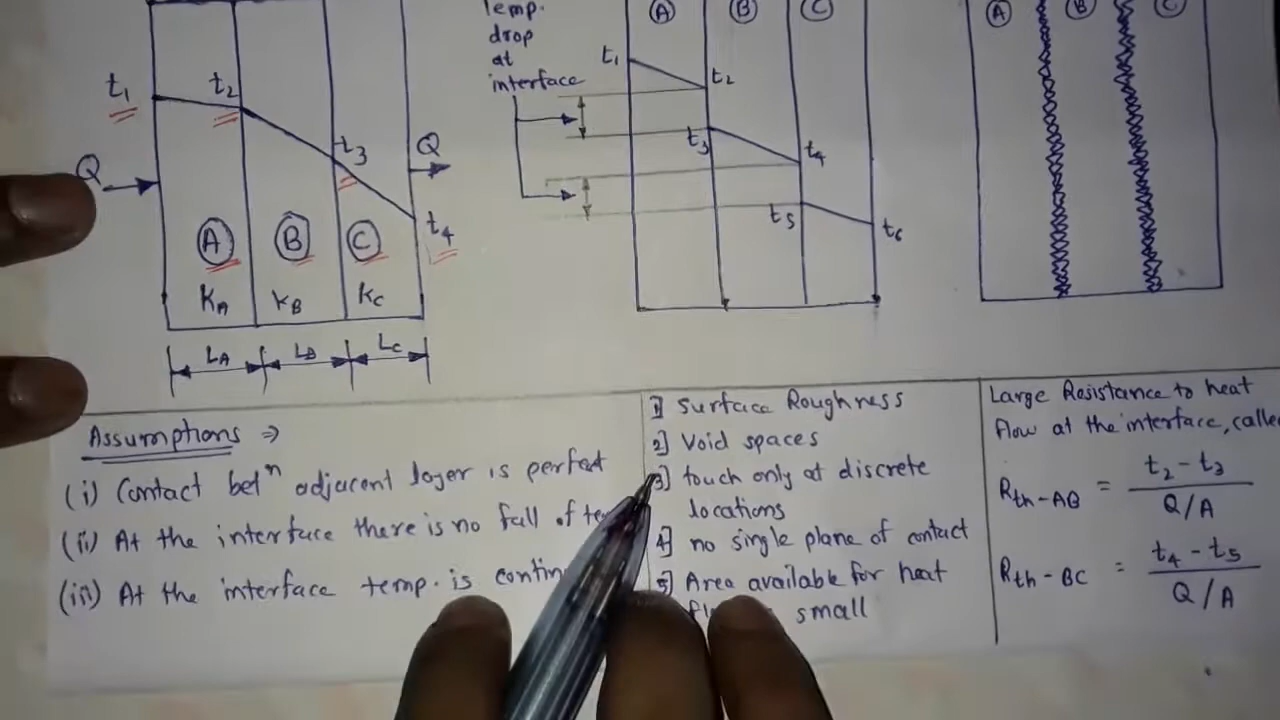 t₁
t₂
t₃
t₄
Q
Q
A
B
C
KA
KB
KC
LA
LB
LC
Temp.
drop
at
interface
A
B
C
t₁
t₂
t₃
t₄
t₅
t₆
A
B
C
Assumptions ⇒
(i) Contact betⁿ adjacent layer is perfect
(ii) At the interface there is no fall of
(iii) At the interface temp. is
1] Surface Roughness
2] Void spaces
3] touch only at discrete
locations
4] no single plane of contact
5] Area available for heat
small
Large Resistance to heat
flow at the interface,
Rth-AB = t₂ - t₃ / Q/A
Rth-BC = t₄ - t₅ / Q/A